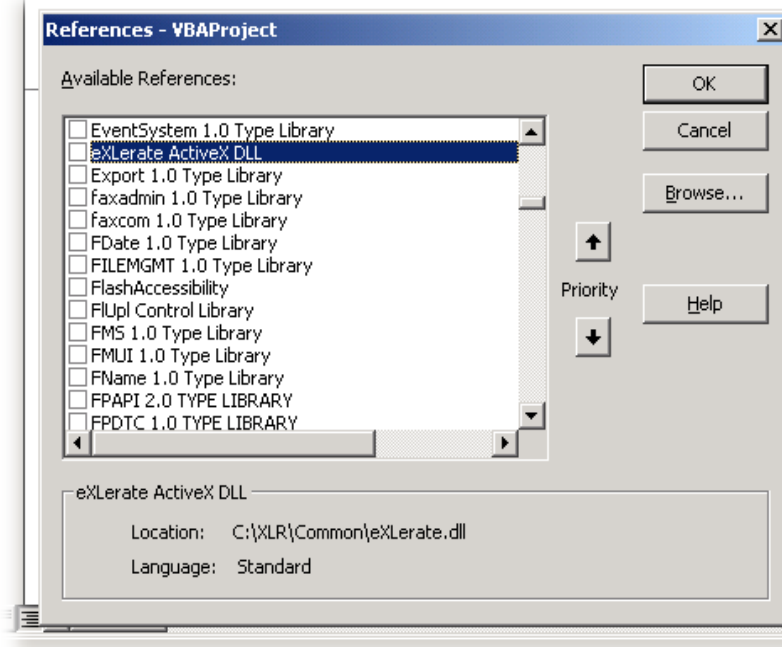 References - VBAProject
Available References:
EventSystem 1.0 Type Library
eXLerate ActiveX DLL
Export 1.0 Type Library
faxadmin 1.0 Type Library
faxcom 1.0 Type Library
FDate 1.0 Type Library
FILEMGMT 1.0 Type Library
FlashAccessibility
FlUpl Control Library
FMS 1.0 Type Library
FMUI 1.0 Type Library
FName 1.0 Type Library
FPAPI 2.0 TYPE LIBRARY
FPDTC 1.0 TYPE LIBRARY
Priority
OK
Cancel
Browse...
Help
eXLerate ActiveX DLL
Location: C:\XLR\Common\eXLerate.dll
Language: Standard